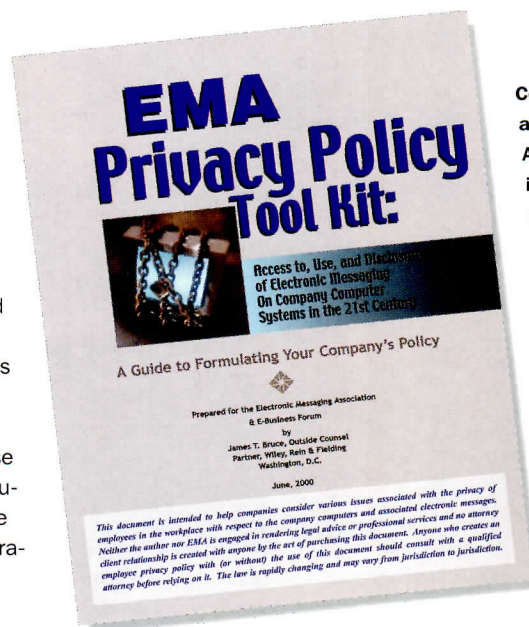 EMA
Privacy Policy
Tool Kit:
Access to, Use, and Disclosure
of Electronic Messaging
On Company Computer
Systems in the 21st Century
A Guide to Formulating Your Company's Policy
Prepared for the Electronic Messaging Association
& E-Business Forum
by
James T. Bruce, Outside Counsel
Partner, Wiley, Rein & Fielding
Washington, D.C.
June, 2000
This document is intended to help companies consider various issues associated with the privacy of
employees in the workplace with respect to the company computers and associated electronic messages.
Neither the author nor EMA is engaged in rendering legal advice or professional services and no attorney
client relationship is created with anyone by the act of purchasing this document. Anyone who creates an
employee privacy policy with (or without) the use of this document should consult with a qualified
attorney before relying on it. The law is rapidly changing and may vary from jurisdiction to jurisdiction.